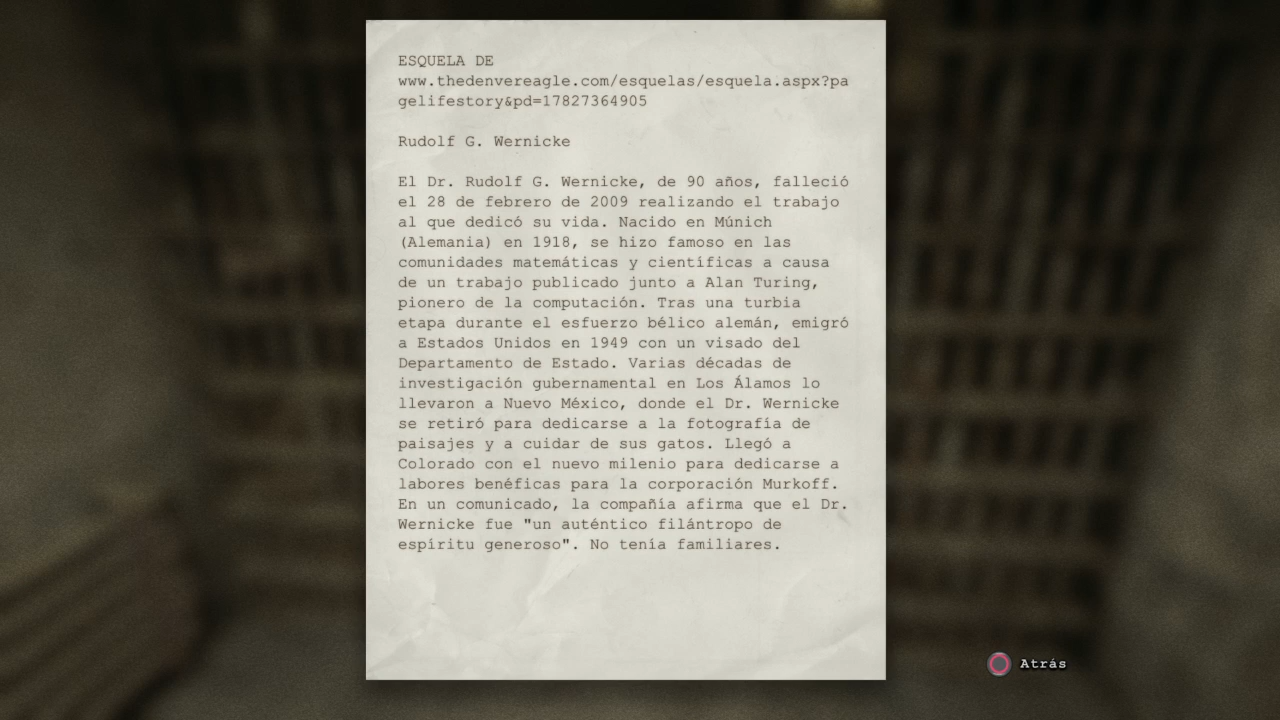 ESQUELA DE
www.thedenvereagle.com/esquelas/esquela.aspx?pa
gelifestory&pd=17827364905
Rudolf G. Wernicke
El Dr. Rudolf G. Wernicke, de 90 años, falleció
el 28 de febrero de 2009 realizando el trabajo
al que dedicó su vida. Nacido en Múnich
(Alemania) en 1918, se hizo famoso en las
comunidades matemáticas y científicas a causa
de un trabajo publicado junto a Alan Turing,
pionero de la computación. Tras una turbia
etapa durante el esfuerzo bélico alemán, emigró
a Estados Unidos en 1949 con un visado del
Departamento de Estado. Varias décadas de
investigación gubernamental en Los Álamos lo
llevaron a Nuevo México, donde el Dr. Wernicke
se retiró para dedicarse a la fotografía de
paisajes y a cuidar de sus gatos. Llegó a
Colorado con el nuevo milenio para dedicarse a
labores benéficas para la corporación Murkoff.
En un comunicado, la compañía afirma que el Dr.
Wernicke fue "un auténtico filántropo de
espíritu generoso". No tenía familiares.
Atrás